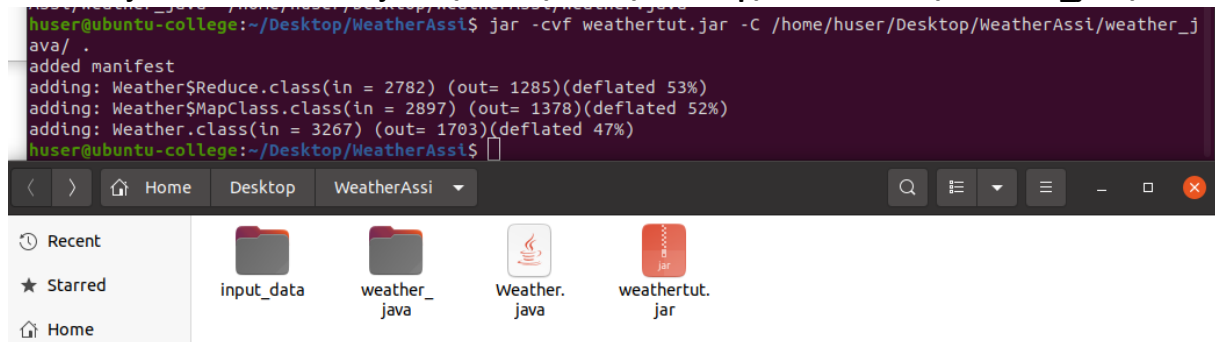 huser@ubuntu-college:~/Desktop/WeatherAssi$ jar -cvf weathertut.jar -C /home/huser/Desktop/WeatherAssi/weather_j
ava/ .
added manifest
adding: Weather$Reduce.class(in = 2782) (out= 1285)(deflated 53%)
adding: Weather$MapClass.class(in = 2897) (out= 1378)(deflated 52%)
adding: Weather.class(in = 3267) (out= 1703)(deflated 47%)
huser@ubuntu-college:~/Desktop/WeatherAssi$
Home Desktop WeatherAssi
Recent
Starred
Home
input_data
weather_
java
Weather.
java
jar
weathertut.
jar